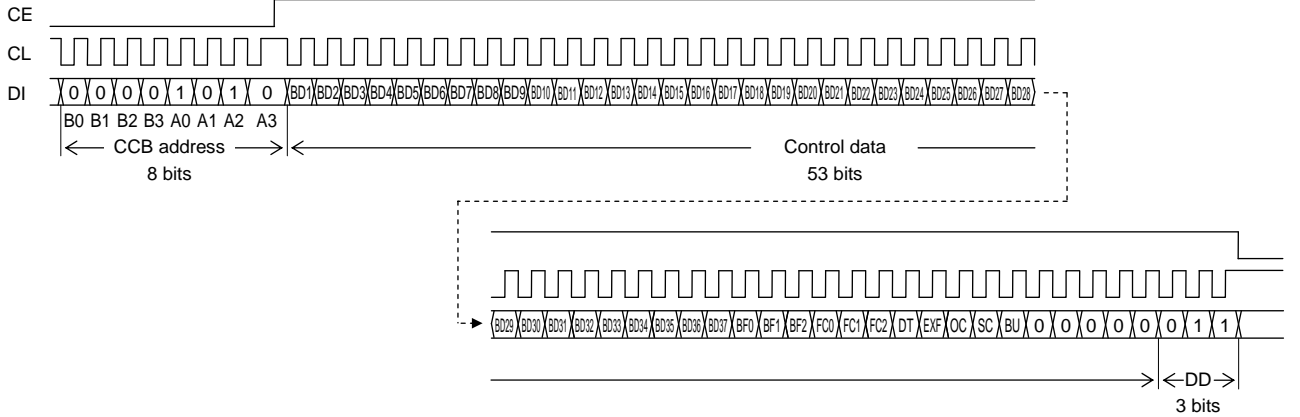 CE
CL
DI 0 0 0 0 1 0 1 0 BD1 BD2 BD3 BD4 BD5 BD6 BD7 BD8 BD9 BD10 BD11 BD12 BD13 BD14 BD15 BD16 BD17 BD18 BD19 BD20 BD21 BD22 BD23 BD24 BD25 BD26 BD27 BD28
B0 B1 B2 B3 A0 A1 A2 A3
CCB address Control data
8 bits 53 bits
BD29 BD30 BD31 BD32 BD33 BD34 BD35 BD36 BD37 BF0 BF1 BF2 FC0 FC1 FC2 DT EXF OC SC BU 0 0 0 0 0 0 1 1
DD
3 bits